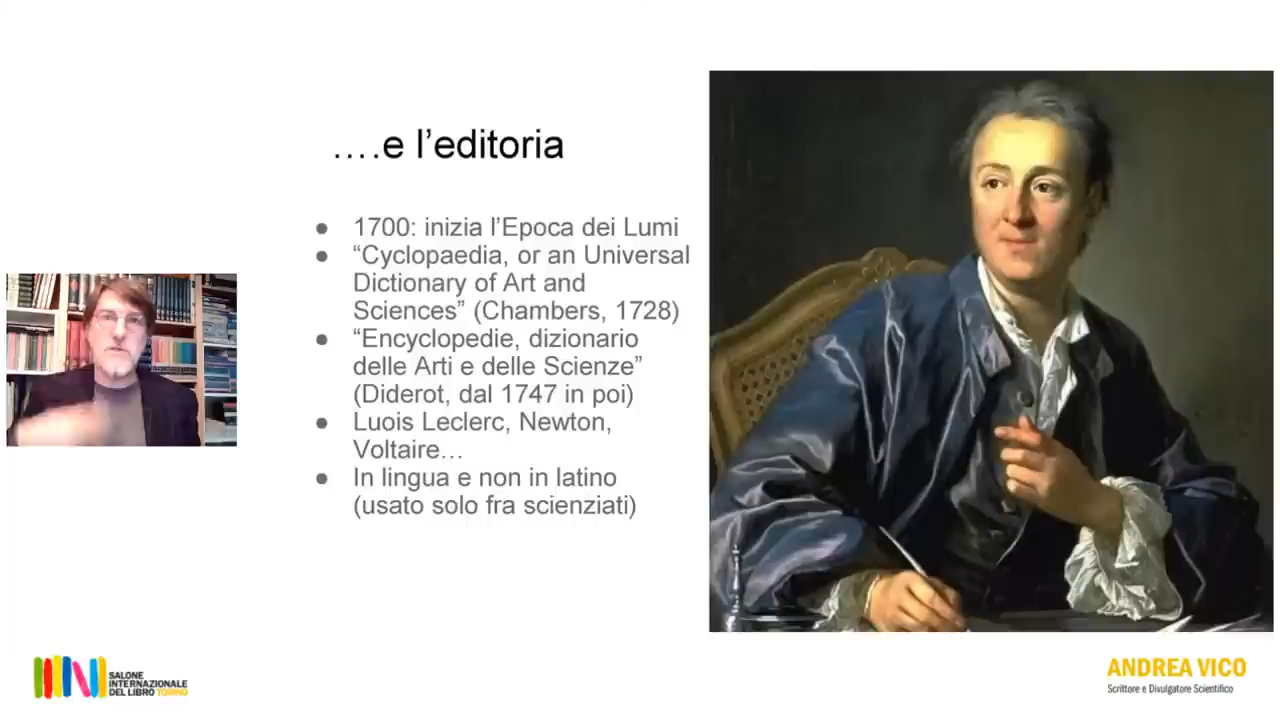 ….e l’editoria
● 1700: inizia l’Epoca dei Lumi
● “Cyclopaedia, or an Universal
Dictionary of Art and
Sciences” (Chambers, 1728)
● “Encyclopedie, dizionario
delle Arti e delle Scienze”
(Diderot, dal 1747 in poi)
● Luois Leclerc, Newton,
Voltaire…
● In lingua e non in latino
(usato solo fra scienziati)
SALONE
INTERNAZIONALE
DEL LIBRO TORINO
ANDREA VICO
Scrittore e Divulgatore Scientifico